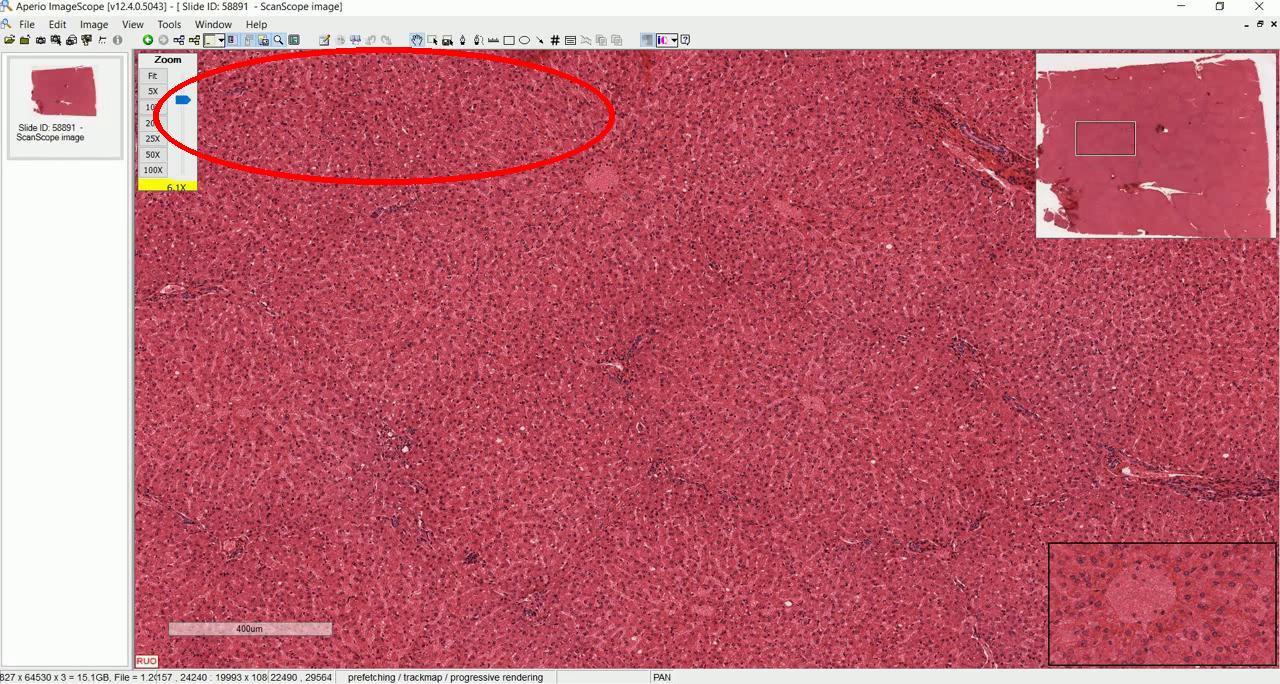 Aperio ImageScope [v12.4.0.5043] - [ Slide ID: 58891 - ScanScope image]
File Edit Image View Tools Window Help
Zoom
Fit
5X
10
20
25X
50X
100X
6.1X
Slide ID: 58891 -
ScanScope image
400um
RUO
827 x 64530 x 3 = 15.1GB, File = 1.2 0157 , 24240 : 19993 x 108 22490 , 29564 prefetching / trackmap / progressive rendering PAN